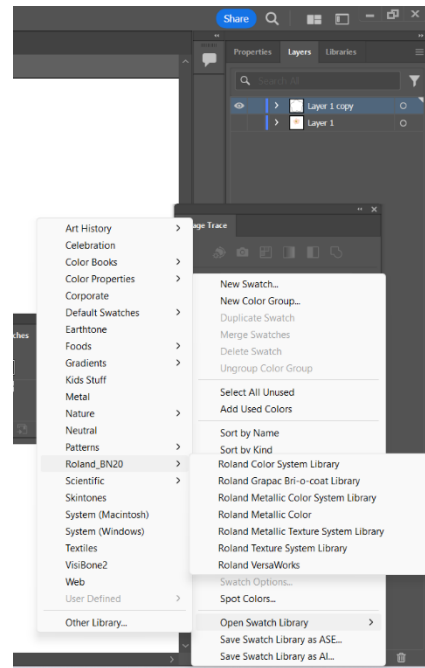 Share
Properties Layers Libraries
Search All
Layer 1 copy
Layer 1
age Trace
Art History
Celebration
Color Books
Color Properties
Corporate
Default Swatches
Earthtone
Foods
Gradients
Kids Stuff
Metal
Nature
Neutral
Patterns
Roland_BN20
Scientific
Skintones
System (Macintosh)
System (Windows)
Textiles
VisiBone2
Web
User Defined
Other Library...
ches
New Swatch...
New Color Group...
Duplicate Swatch
Merge Swatches
Delete Swatch
Ungroup Color Group
Select All Unused
Add Used Colors
Sort by Name
Sort by Kind
Roland Color System Library
Roland Grapac Bri-o-coat Library
Roland Metallic Color System Library
Roland Metallic Color
Roland Metallic Texture System Library
Roland Texture System Library
Roland VersaWorks
Swatch Options...
Spot Colors...
Open Swatch Library
Save Swatch Library as ASE...
Save Swatch Library as AI...